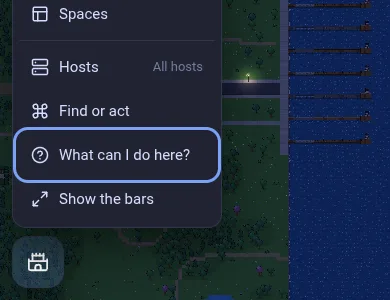 Spaces
Hosts All hosts
Find or act
What can I do here?
Show the bars